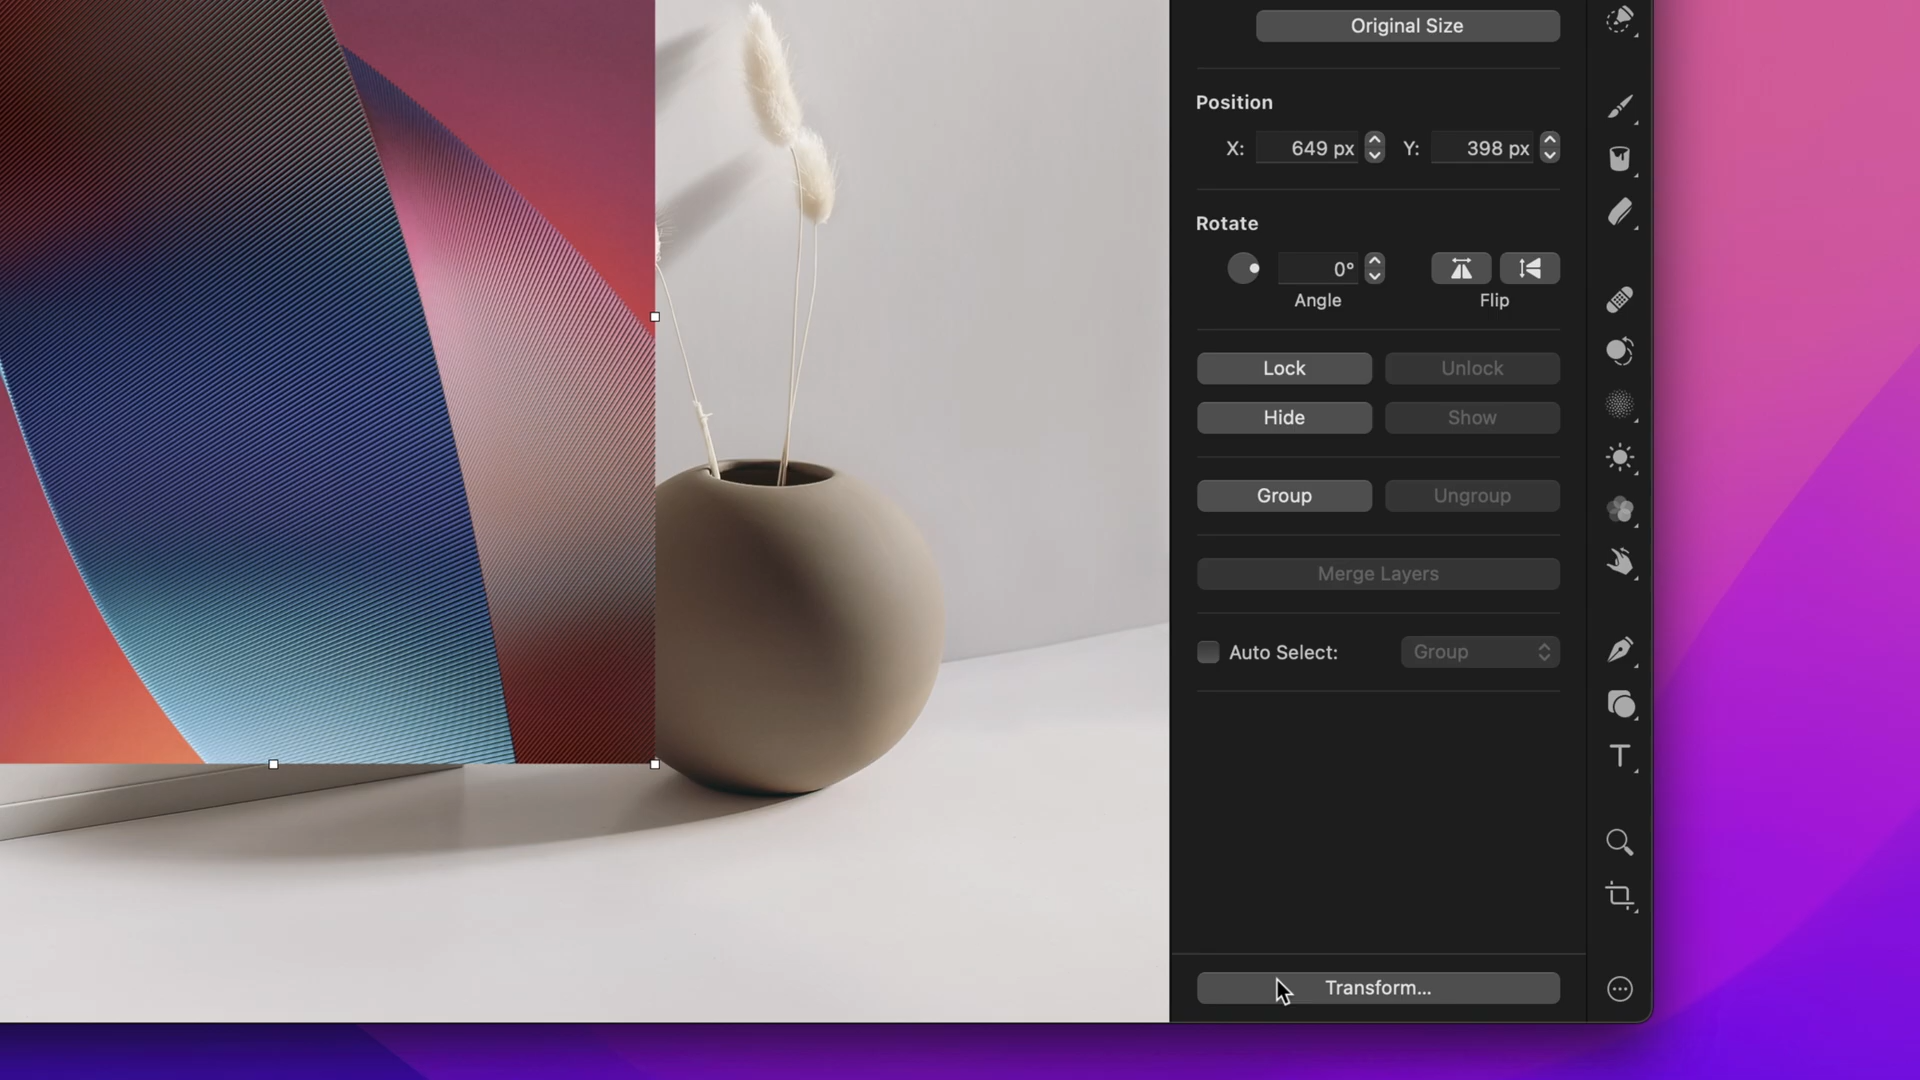 Original Size
Position
X: 649 px Y: 398 px
Rotate
0°
Angle Flip
Lock Unlock
Hide Show
Group Ungroup
Merge Layers
Auto Select: Group
T
Transform...